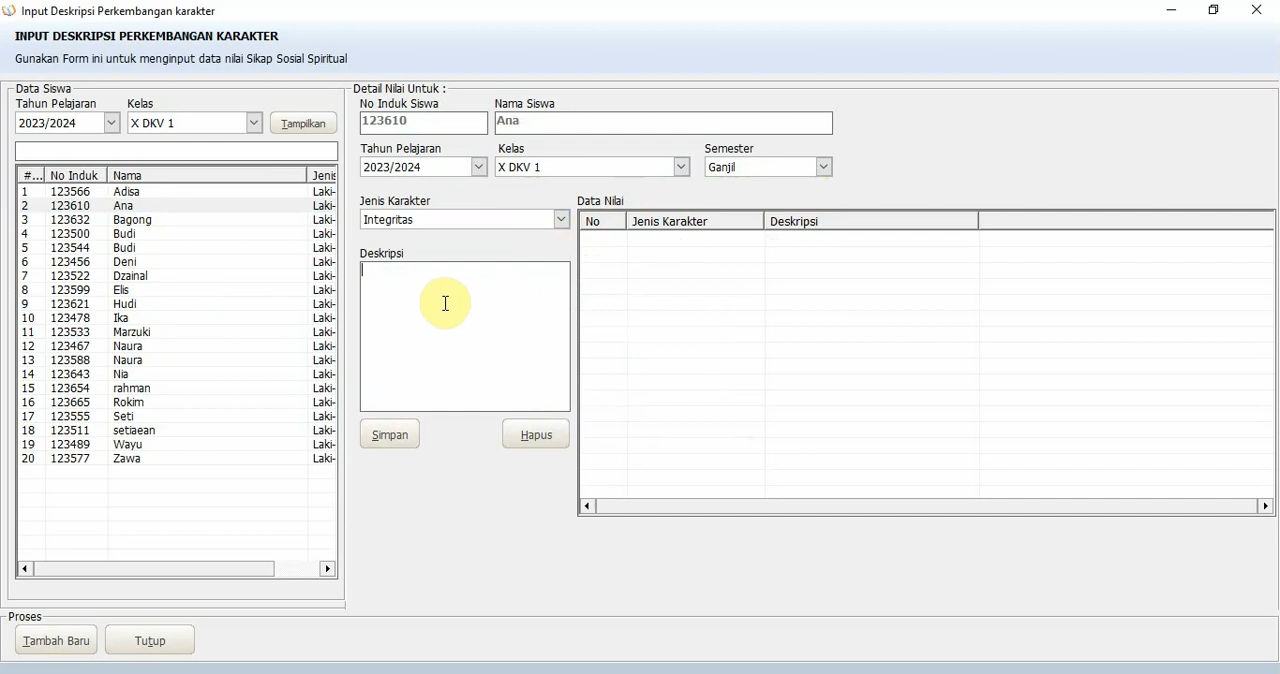 Input Deskripsi Perkembangan karakter
INPUT DESKRIPSI PERKEMBANGAN KARAKTER
Gunakan Form ini untuk menginput data nilai Sikap Sosial Spiritual
Data Siswa
Tahun Pelajaran Kelas
2023/2024 X DKV 1 Tampilkan
#... No Induk Nama Jenis
1 123566 Adisa Laki-
2 123610 Ana Laki-
3 123632 Bagong Laki-
4 123500 Budi Laki-
5 123544 Budi Laki-
6 123456 Deni Laki-
7 123522 Dzainal Laki-
8 123599 Elis Laki-
9 123621 Hudi Laki-
10 123478 Ika Laki-
11 123533 Marzuki Laki-
12 123467 Naura Laki-
13 123588 Naura Laki-
14 123643 Nia Laki-
15 123654 rahman Laki-
16 123665 Rokim Laki-
17 123555 Seti Laki-
18 123511 setiaean Laki-
19 123489 Wayu Laki-
20 123577 Zawa Laki-
Detail Nilai Untuk :
No Induk Siswa Nama Siswa
123610 Ana
Tahun Pelajaran Kelas Semester
2023/2024 X DKV 1 Ganjil
Jenis Karakter
Integritas
Deskripsi
Simpan Hapus
Data Nilai
No Jenis Karakter Deskripsi
Proses
Tambah Baru Tutup